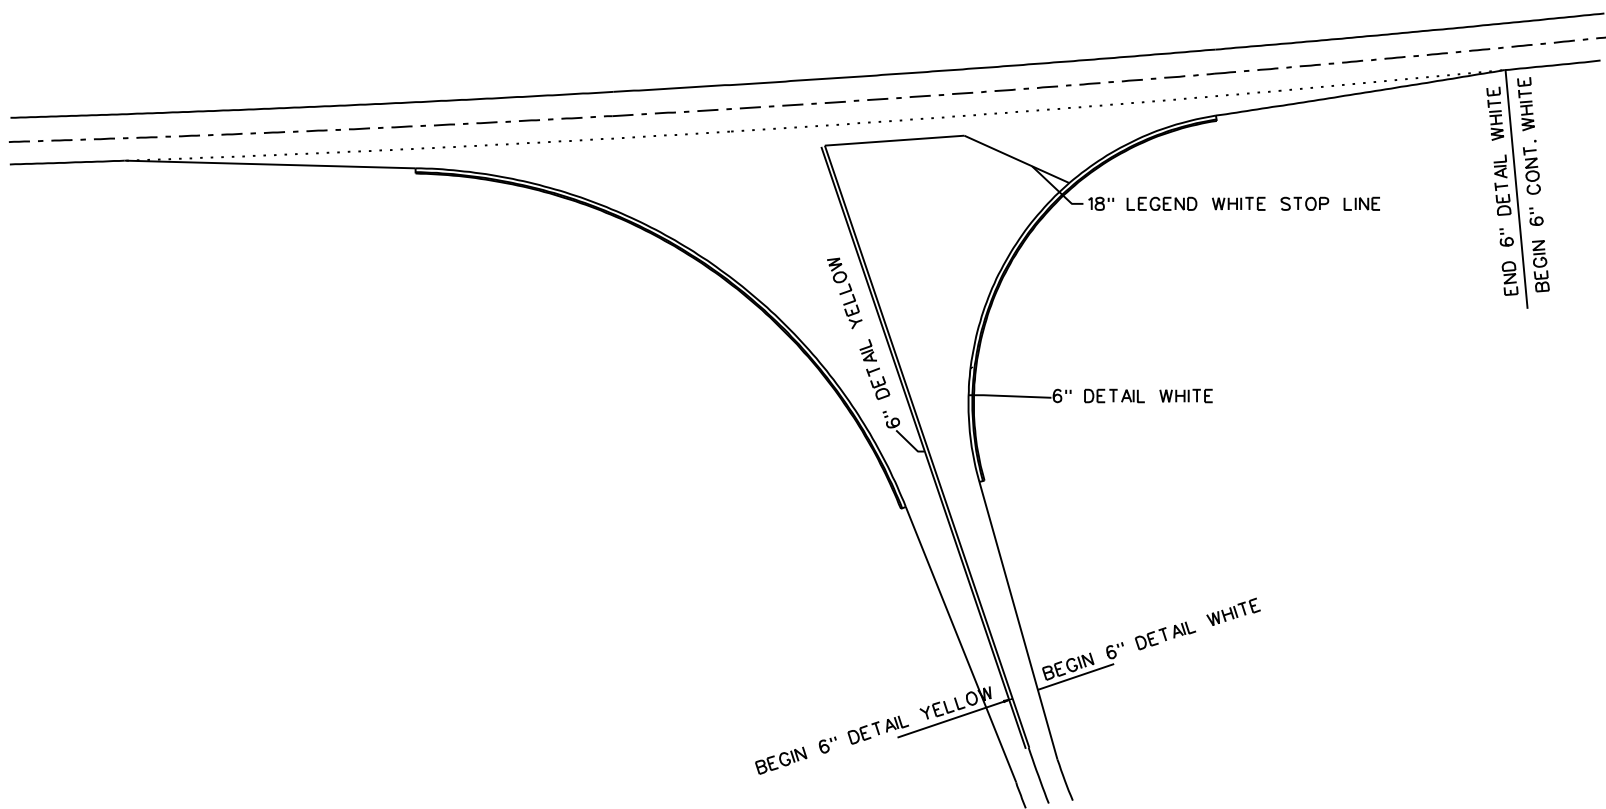 END 6" DETAIL WHITE
BEGIN 6" CONT. WHITE
18" LEGEND WHITE STOP LINE
6" DETAIL YELLOW
6" DETAIL WHITE
BEGIN 6" DETAIL WHITE
BEGIN 6" DETAIL YELLOW